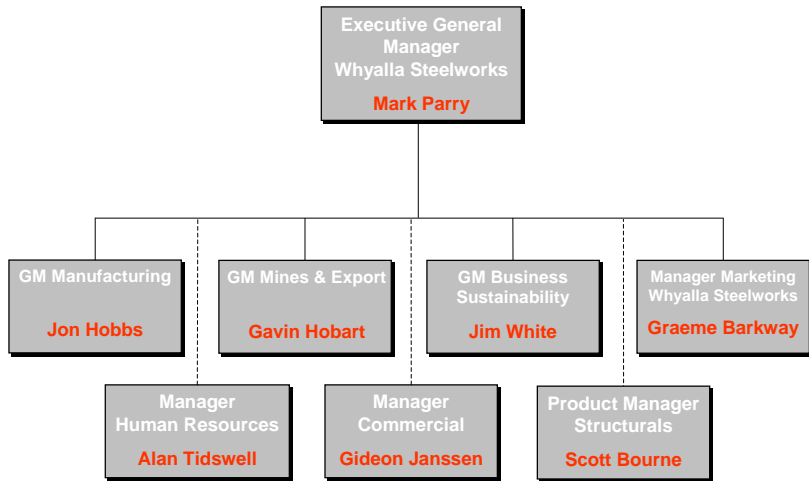 Executive General
Manager
Whyalla Steelworks
Mark Parry
GM Manufacturing
Jon Hobbs
GM Mines & Export
Gavin Hobart
GM Business
Sustainability
Jim White
Manager Marketing
Whyalla Steelworks
Graeme Barkway
Manager
Human Resources
Alan Tidswell
Manager
Commercial
Gideon Janssen
Product Manager
Structurals
Scott Bourne